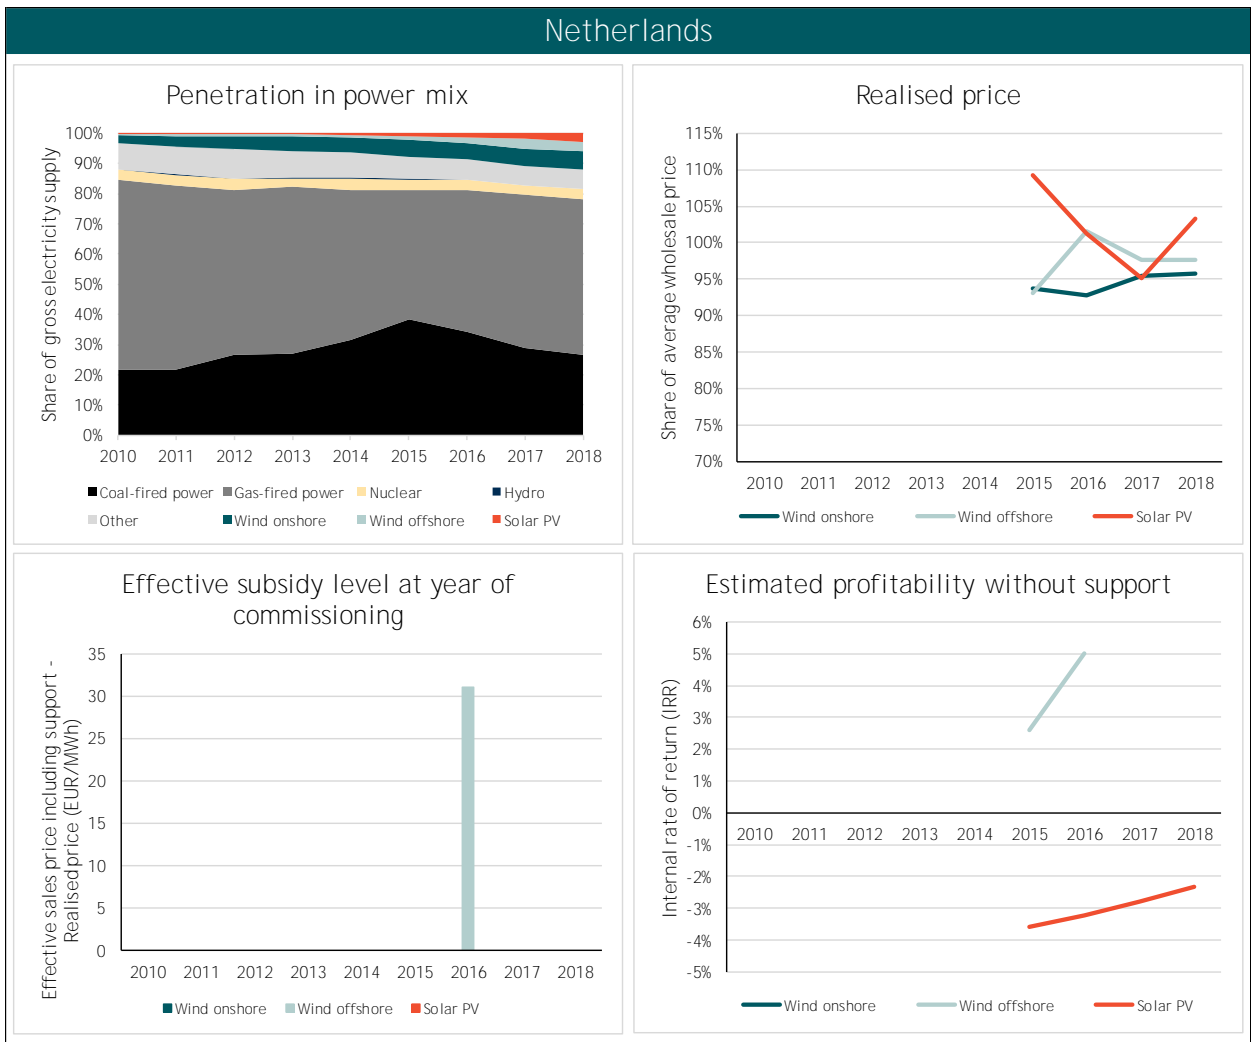 Netherlands
Penetration in power mix
Share of gross electricity supply
100%
90%
80%
70%
60%
50%
40%
30%
20%
10%
0%
2010 2011 2012 2013 2014 2015 2016 2017 2018
Coal-fired power Gas-fired power Nuclear Hydro
Other Wind onshore Wind offshore Solar PV
Realised price
Share of average wholesale price
115%
110%
105%
100%
95%
90%
85%
80%
75%
70%
2010 2011 2012 2013 2014 2015 2016 2017 2018
Wind onshore Wind offshore Solar PV
Effective subsidy level at year of
commissioning
Effective sales price including support -
Realised price (EUR/MWh)
35
30
25
20
15
10
5
0
2010 2011 2012 2013 2014 2015 2016 2017 2018
Wind onshore Wind offshore Solar PV
Estimated profitability without support
Internal rate of return (IRR)
6%
5%
4%
3%
2%
1%
0%
2010 2011 2012 2013 2014 2015 2016 2017 2018
-1%
-2%
-3%
-4%
-5%
Wind onshore Wind offshore Solar PV